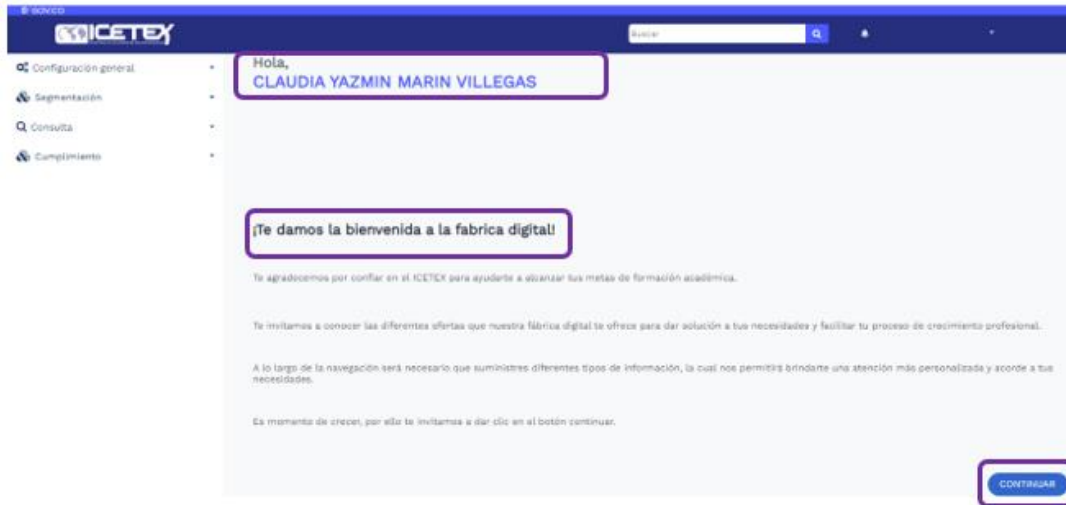 GOV.CO
ICETEX
Buscar
Configuración general
Segmentación
Consulta
Cumplimiento
Hola,
CLAUDIA YAZMIN MARIN VILLEGAS
¡Te damos la bienvenida a la fabrica digital!
Te agradecemos por confiar en el ICETEX para ayudarte a alcanzar tus metas de formación académica.
Te invitamos a conocer las diferentes ofertas que nuestra fábrica digital te ofrece para dar solución a tus necesidades y facilitar tu proceso de crecimiento profesional.
A lo largo de la navegación será necesario que suministres diferentes tipos de información, la cual nos permitirá brindarte una atención más personalizada y acorde a tus
necesidades.
Es momento de crecer, por ello te invitamos a dar clic en el botón continuar.
CONTINUAR